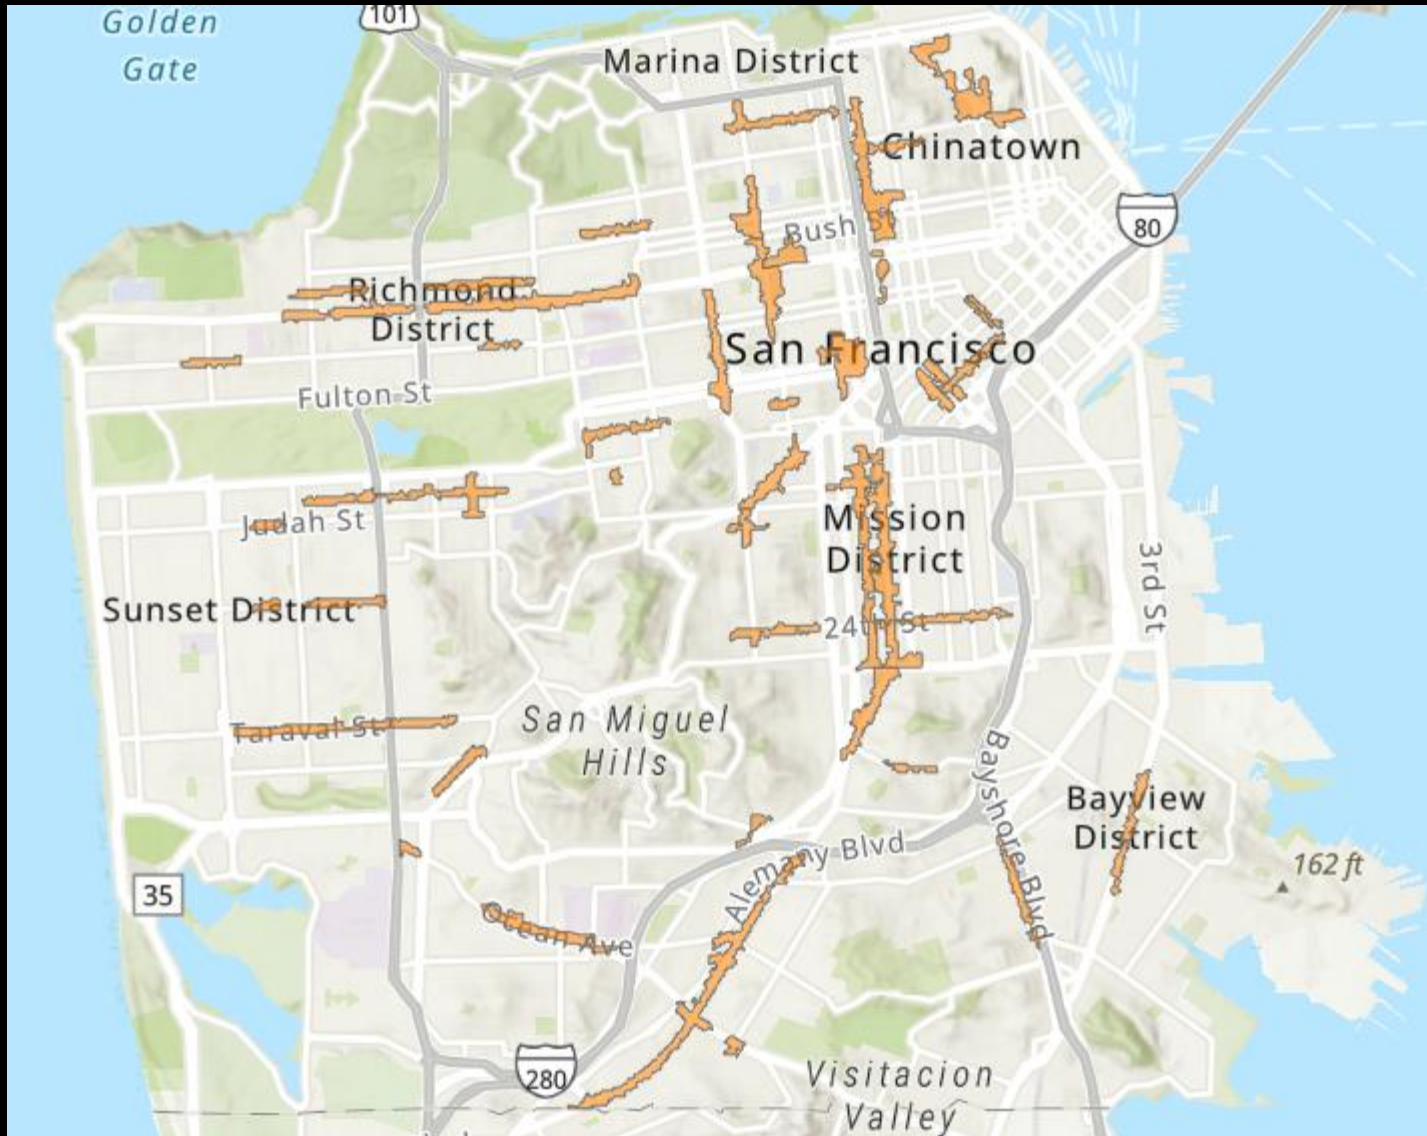 Golden
Gate
101
Marina District
Chinatown
80
Bush St
Richmond
District
San Francisco
Fulton St
Judah St
Mission
District
3rd St
Sunset District
24th St
Taraval St
San Miguel
Hills
Bayshore Blvd
Bayview
District
Alemany Blvd
162 ft
35
Ocean Ave
280
Visitacion
Valley